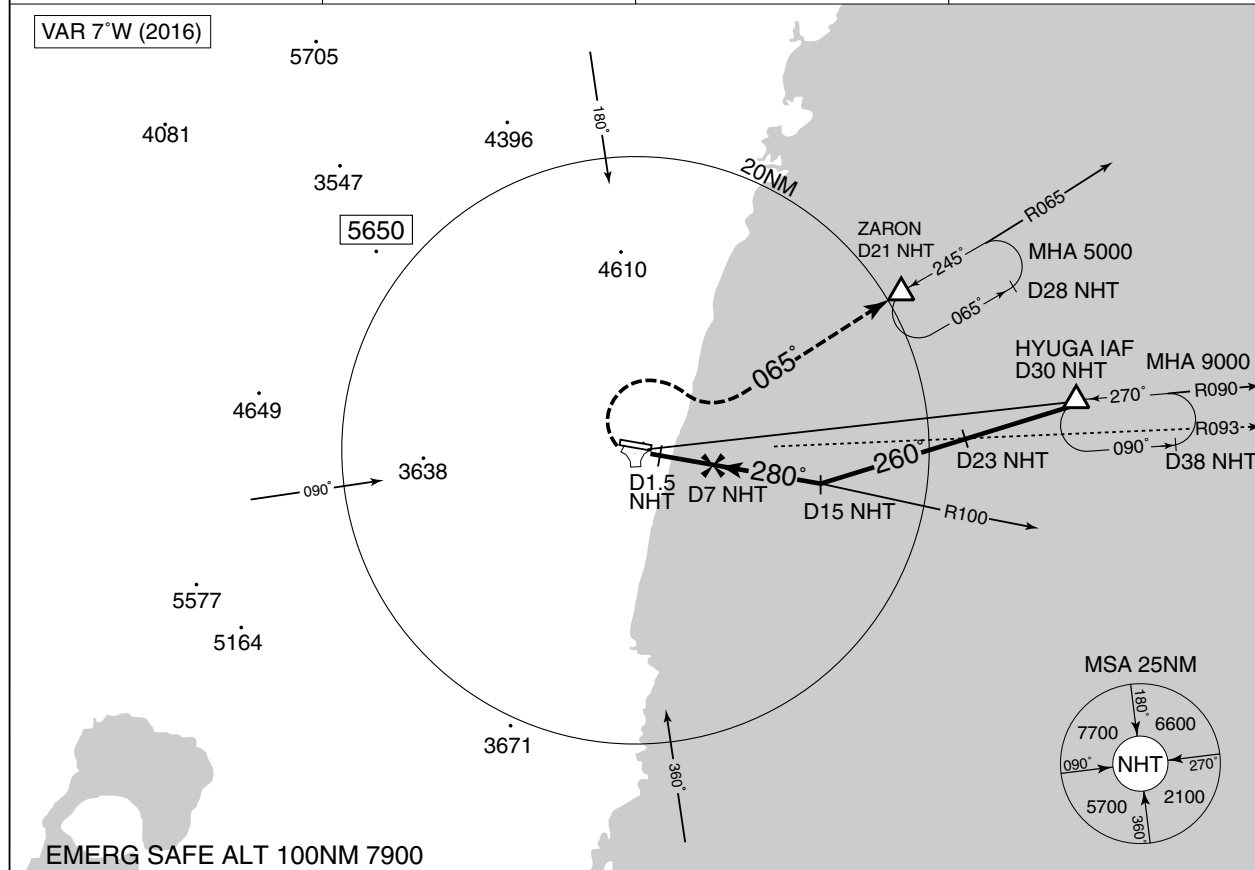 VAR 7°W (2016)
5705
180°
4081
4396
3547
20NM
5650
4610
ZARON
D21 NHT
R065
245°
MHA 5000
D28 NHT
065°
065°
HYUGA IAF
D30 NHT
MHA 9000
270°
R090
R093
090°
D38 NHT
4649
3638
090°
D1.5
NHT
D7 NHT
280°
260°
D23 NHT
D15 NHT
R100
5577
5164
3671
360°
MSA 25NM
180°
7700
6600
090°
NHT
270°
5700
2100
360°
EMERG SAFE ALT 100NM 7900